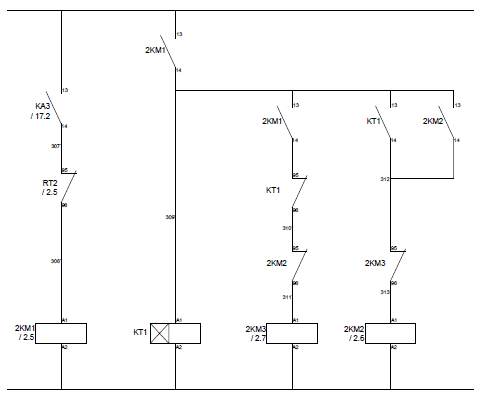 13
2KM1
14
13
KA3
/ 17.2
14
13
2KM1
14
13
KT1
14
13
2KM2
14
307
95
RT2
/ 2.5
96
95
KT1
96
312
309
310
308
95
2KM2
96
95
2KM3
96
311
313
A1
2KM1
/ 2.5
A2
A1
KT1
A2
A1
2KM3
/ 2.7
A2
A1
2KM2
/ 2.6
A2